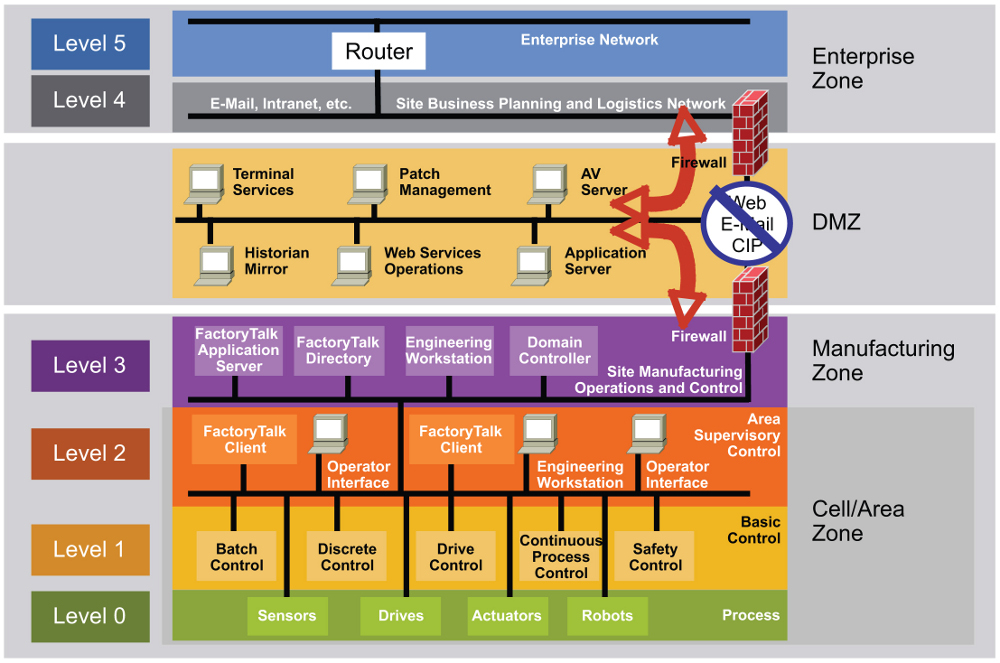 Level 5
Router
Enterprise Network
Enterprise
Zone
Level 4
E-Mail, Intranet, etc.
Site Business Planning and Logistics Network
Firewall
Terminal
Services
Patch
Management
AV
Server
Web
E-Mail
CIP
DMZ
Historian
Mirror
Web Services
Operations
Application
Server
Firewall
Level 3
FactoryTalk
Application
Server
FactoryTalk
Directory
Engineering
Workstation
Domain
Controller
Site Manufacturing
Operations and Control
Manufacturing
Zone
Level 2
FactoryTalk
Client
Operator
Interface
FactoryTalk
Client
Engineering
Workstation
Operator
Interface
Area
Supervisory
Control
Cell/Area
Zone
Level 1
Batch
Control
Discrete
Control
Drive
Control
Continuous
Process
Control
Safety
Control
Basic
Control
Level 0
Sensors
Drives
Actuators
Robots
Process